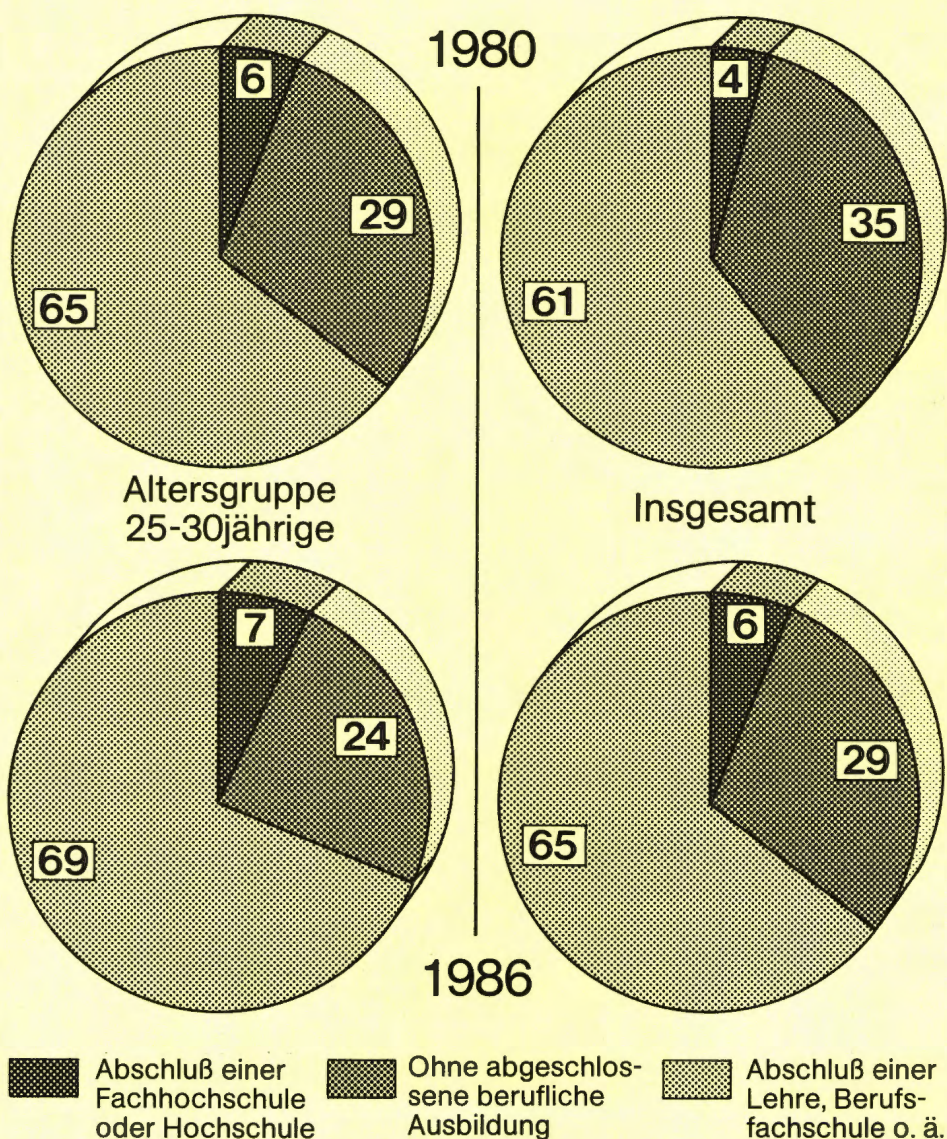 1980
6
29
65
4
35
61
Altersgruppe
25-30jährige
Insgesamt
7
24
69
6
29
65
1986
Abschluß einer
Fachhochschule
oder Hochschule
Ohne abgeschlos-
sene berufliche
Ausbildung
Abschluß einer
Lehre, Berufs-
fachschule o. ä.